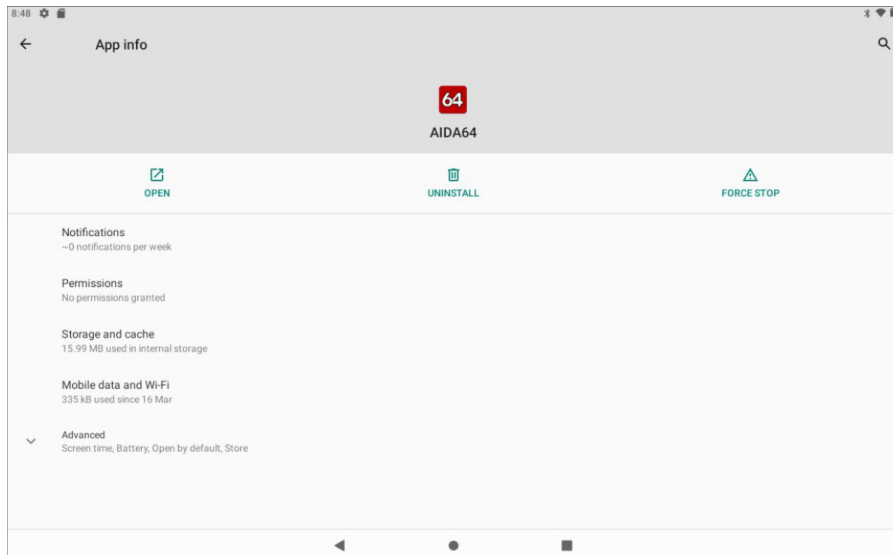 8:48
App info
64
AIDA64
OPEN
UNINSTALL
FORCE STOP
Notifications
~0 notifications per week
Permissions
No permissions granted
Storage and cache
15.99 MB used in internal storage
Mobile data and Wi-Fi
335 kB used since 16 Mar
Advanced
Screen time, Battery, Open by default, Store